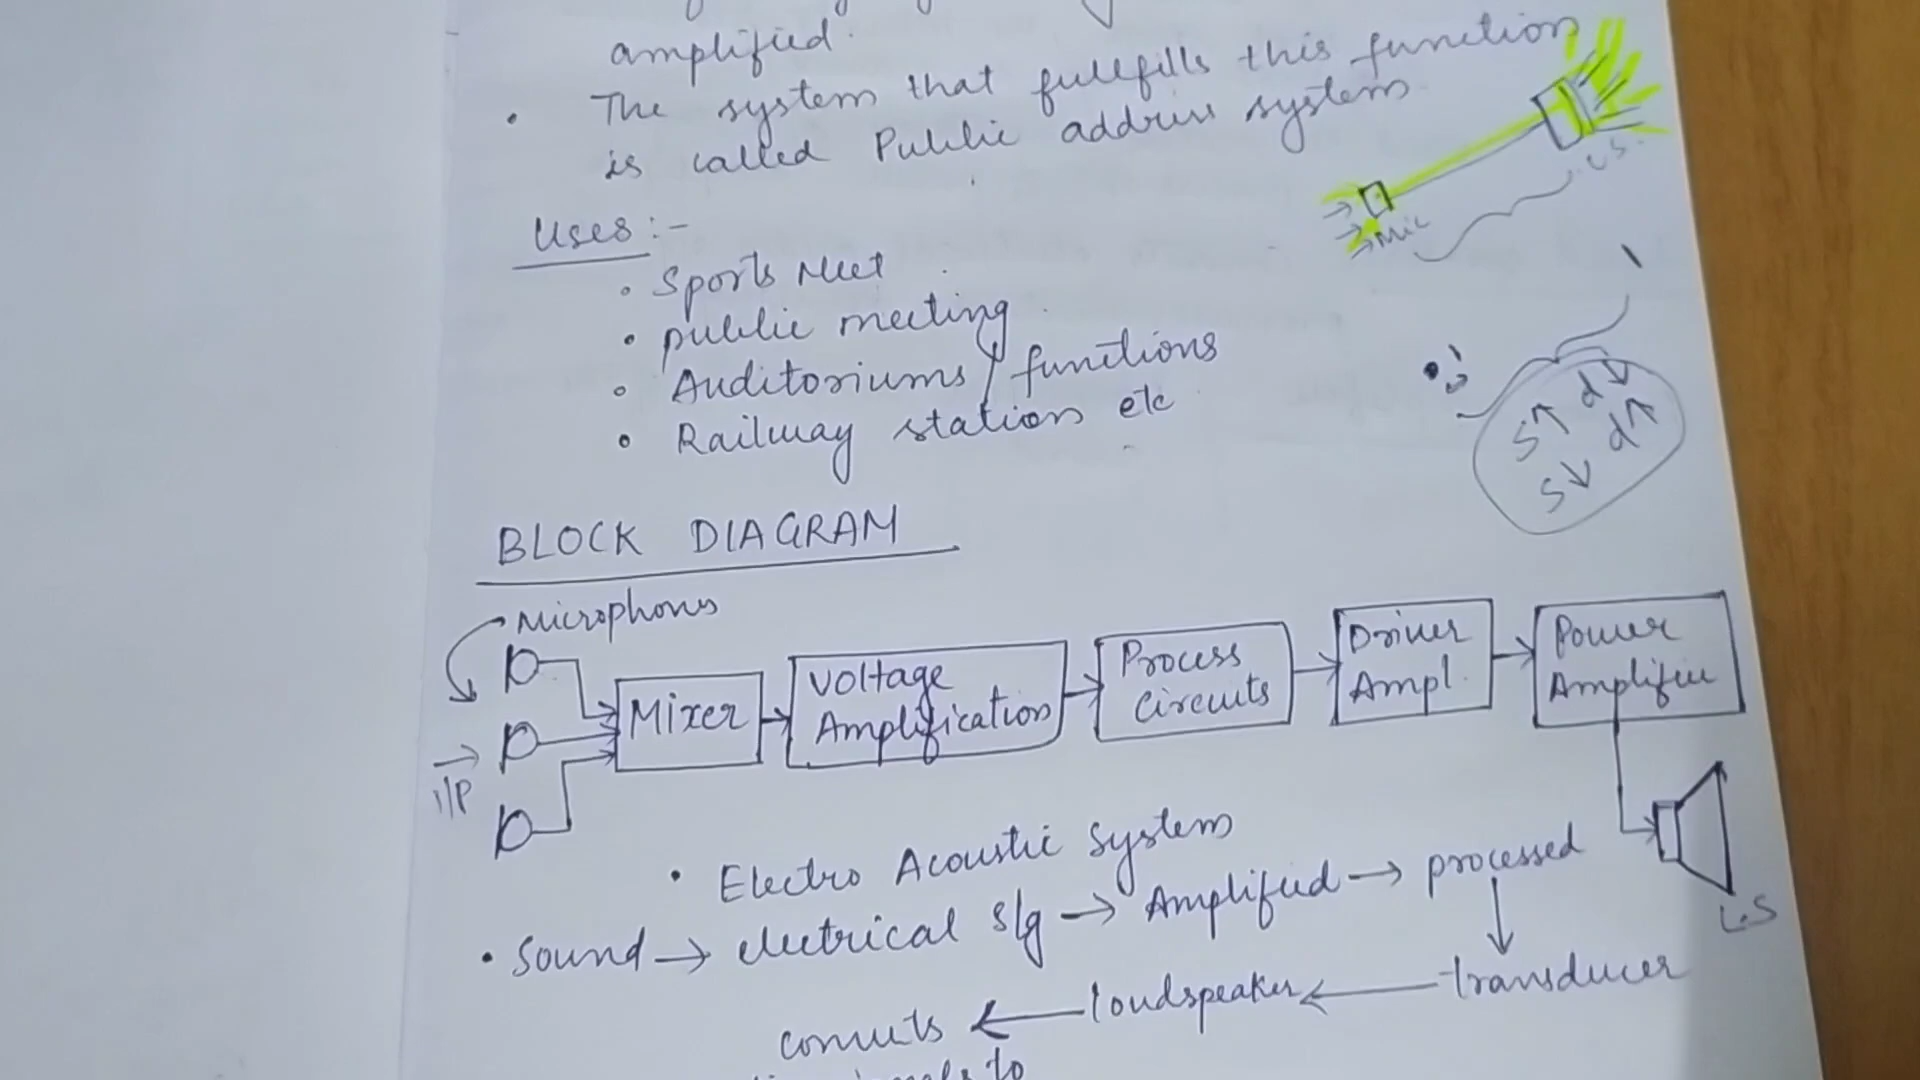 amplified.
• The system that fullfills this function
is called Public address system
L.S.
Mic
Uses :-
• Sports Meet
• public meeting
• Auditoriums / functions
• Railway stations etc
S↑ d↓
S↓ d↑
BLOCK DIAGRAM
Microphones
i/P
Mixer
Voltage
Amplification
Process
Circuits
Driver
Ampl.
Power
Amplifier
L.S
• Electro Acoustic System
• Sound → electrical s/g → Amplified → processed
↓
converts ← loudspeaker ← transducer
to